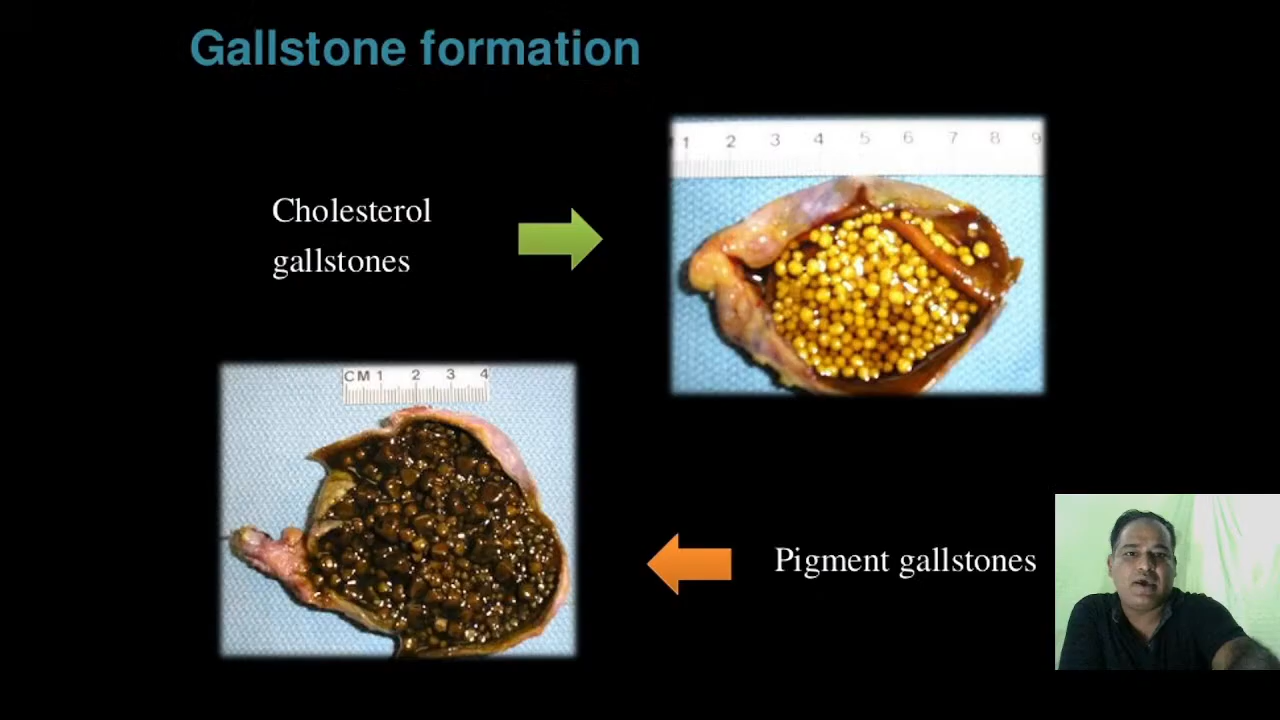 Gallstone formation
1 2 3 4 5 6 7 8 9
Cholesterol
gallstones
CM 1 2 3 4
Pigment gallstones